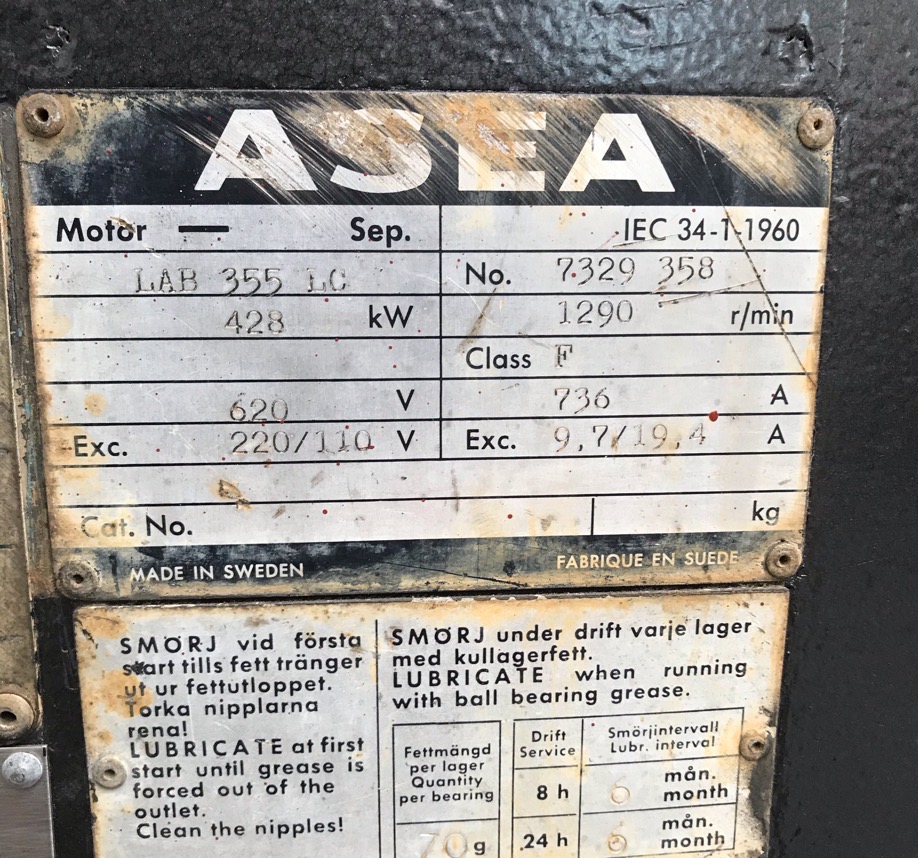 ASEA
Motor — Sep. IEC 34-1-1960
LAB 355 LC No. 7329 358
428 kW 1290 r/min
Class F
620 V 736 A
Exc. 220/110 V Exc. 9,7/19,4 A
Cat. No. kg
MADE IN SWEDEN FABRIQUE EN SUEDE
SMÖRJ vid första
start tills fett tränger
ut ur fettutloppet.
Torka nipplarna
rena!
LUBRICATE at first
start until grease is
forced out of the
outlet.
Clean the nipples!
SMÖRJ under drift varje lager
med kullagerfett.
LUBRICATE when running
with ball bearing grease.
Fettmängd
per lager
Quantity
per bearing
70 g
Drift
Service
8 h
24 h
Smörjintervall
Lubr. interval
6 mån.
month
6 mån.
month